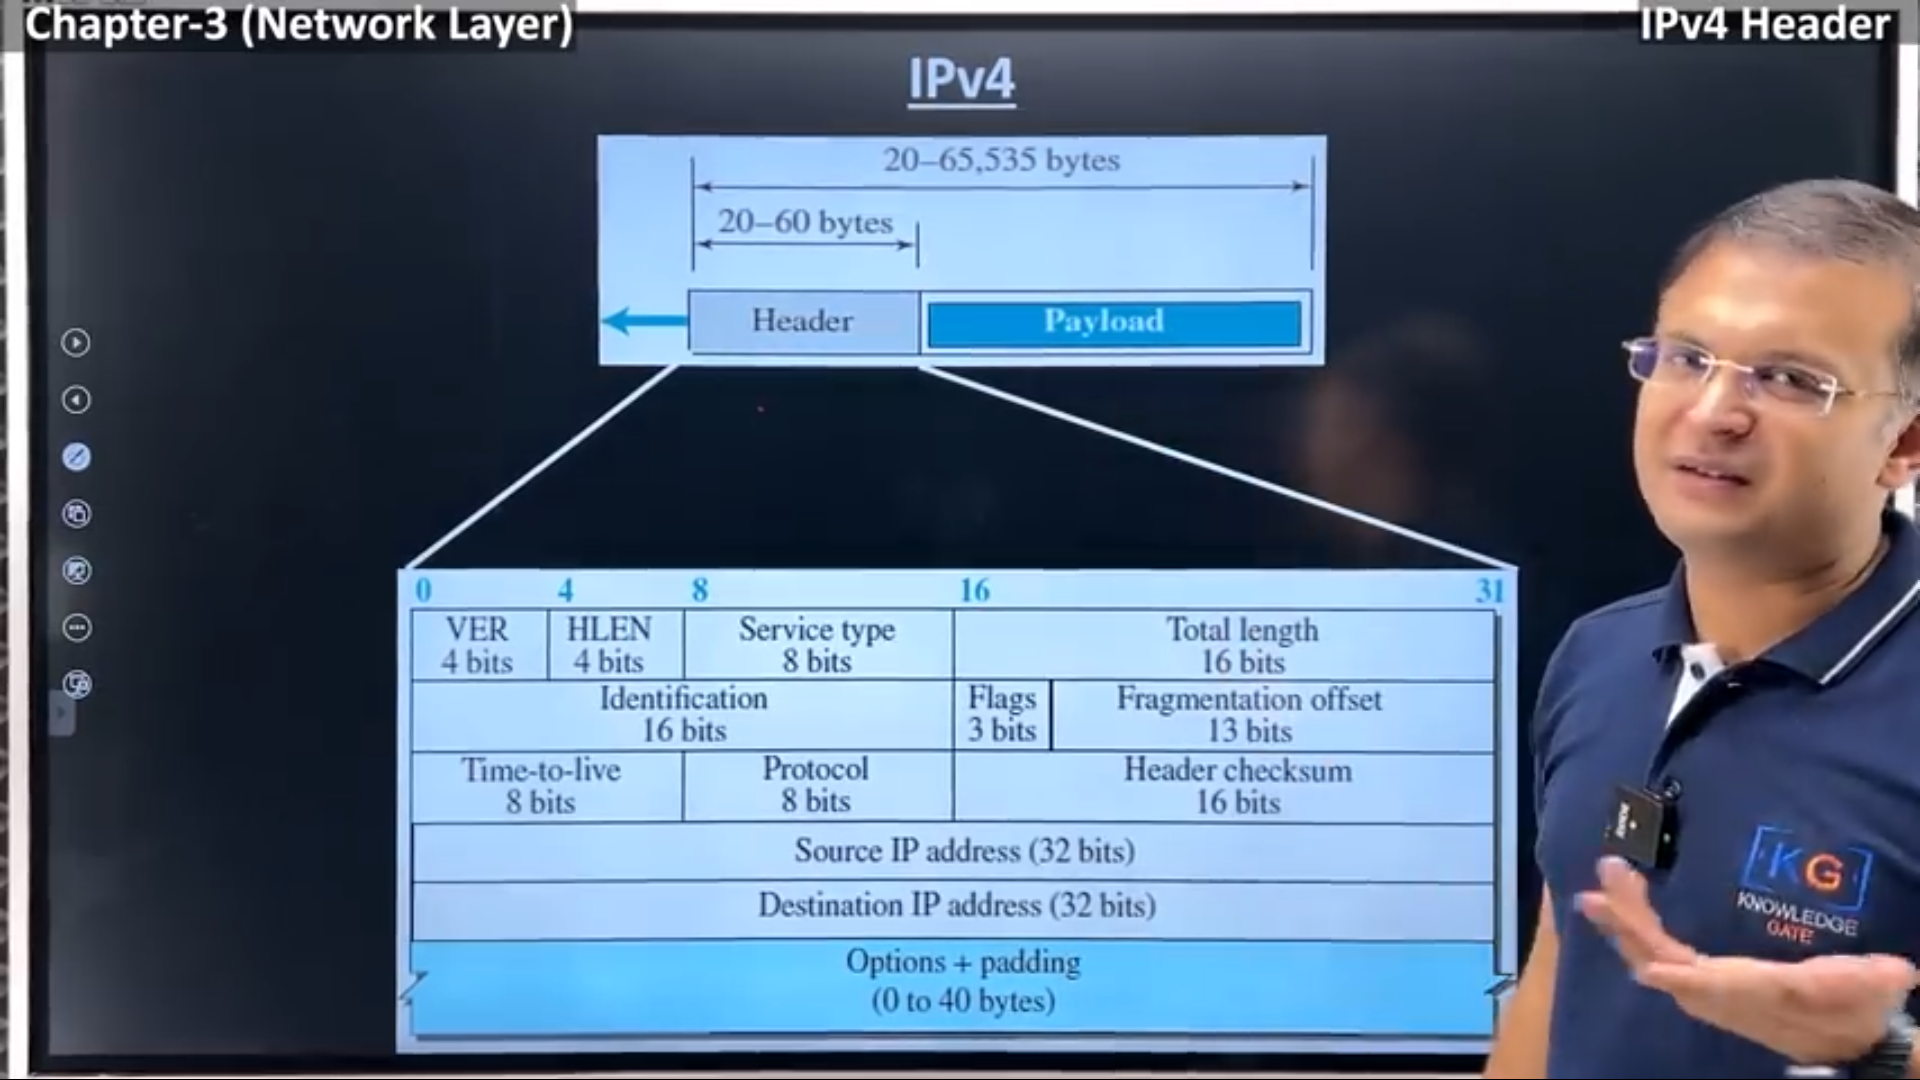 Chapter-3 (Network Layer)
IPv4 Header
IPv4
20–65,535 bytes
20–60 bytes
Header
Payload
0 4 8 16 31
VER
4 bits
HLEN
4 bits
Service type
8 bits
Total length
16 bits
Identification
16 bits
Flags
3 bits
Fragmentation offset
13 bits
Time-to-live
8 bits
Protocol
8 bits
Header checksum
16 bits
Source IP address (32 bits)
Destination IP address (32 bits)
Options + padding
(0 to 40 bytes)
KG
KNOWLEDGE
GATE